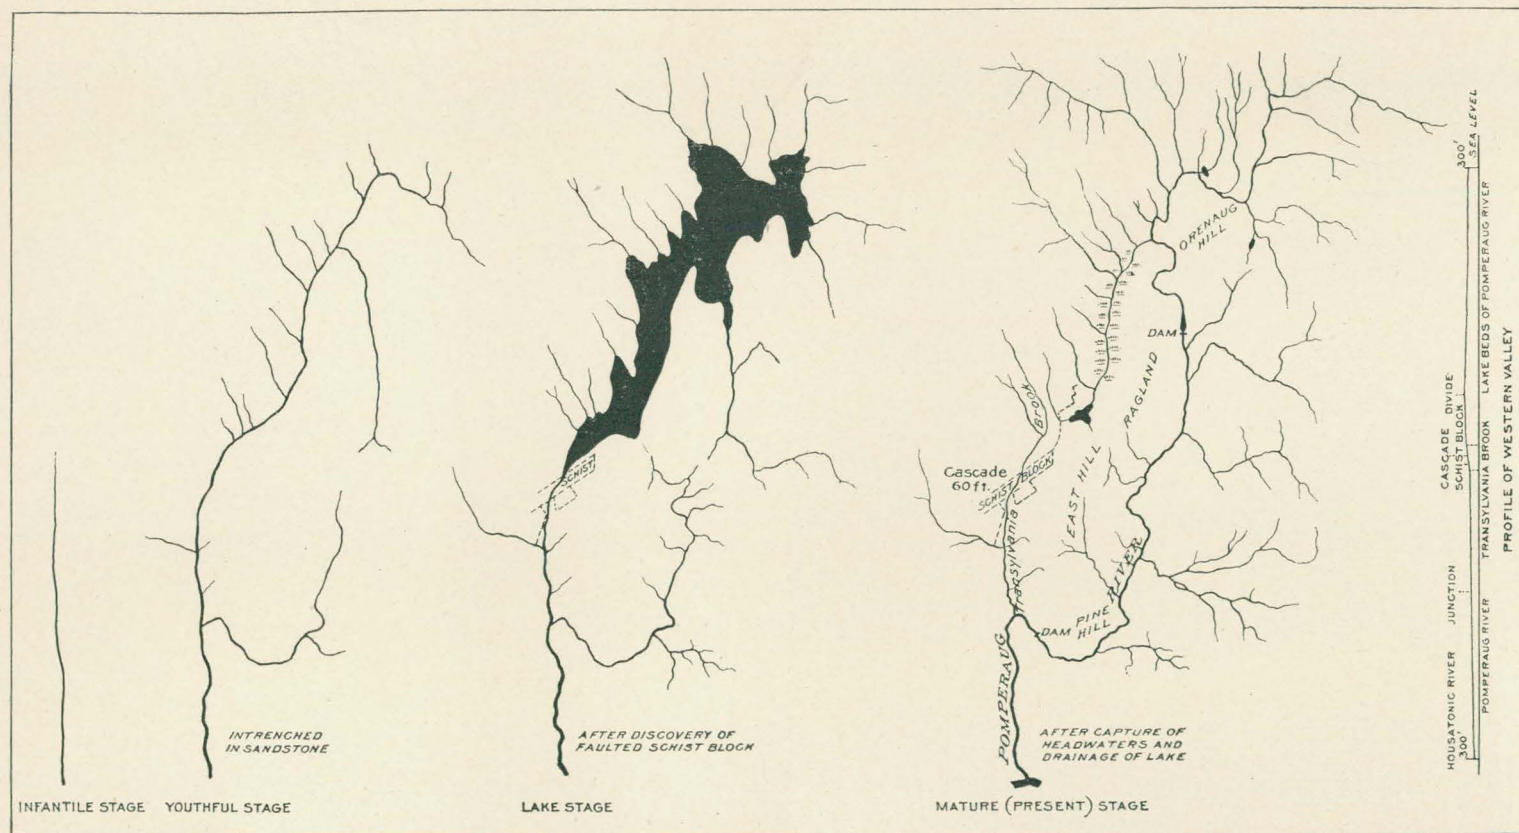 INTRENCHED
IN SANDSTONE
INFANTILE STAGE
YOUTHFUL STAGE
SCHIST
AFTER DISCOVERY OF
FAULTED SCHIST BLOCK
LAKE STAGE
ORENAUG
HILL
DAM
RAGLAND
Brook
Cascade
60 ft.
SCHIST BLOCK
EAST HILL
Transylvania
RIVER
PINE
HILL
DAM
POMPERAUG
AFTER CAPTURE OF
HEADWATERS AND
DRAINAGE OF LAKE
MATURE (PRESENT) STAGE
300'
SEA LEVEL
HOUSATONIC RIVER
300'
JUNCTION
CASCADE DIVIDE
SCHIST BLOCK
POMPERAUG RIVER
TRANSYLVANIA BROOK
LAKE BEDS OF POMPERAUG RIVER
PROFILE OF WESTERN VALLEY